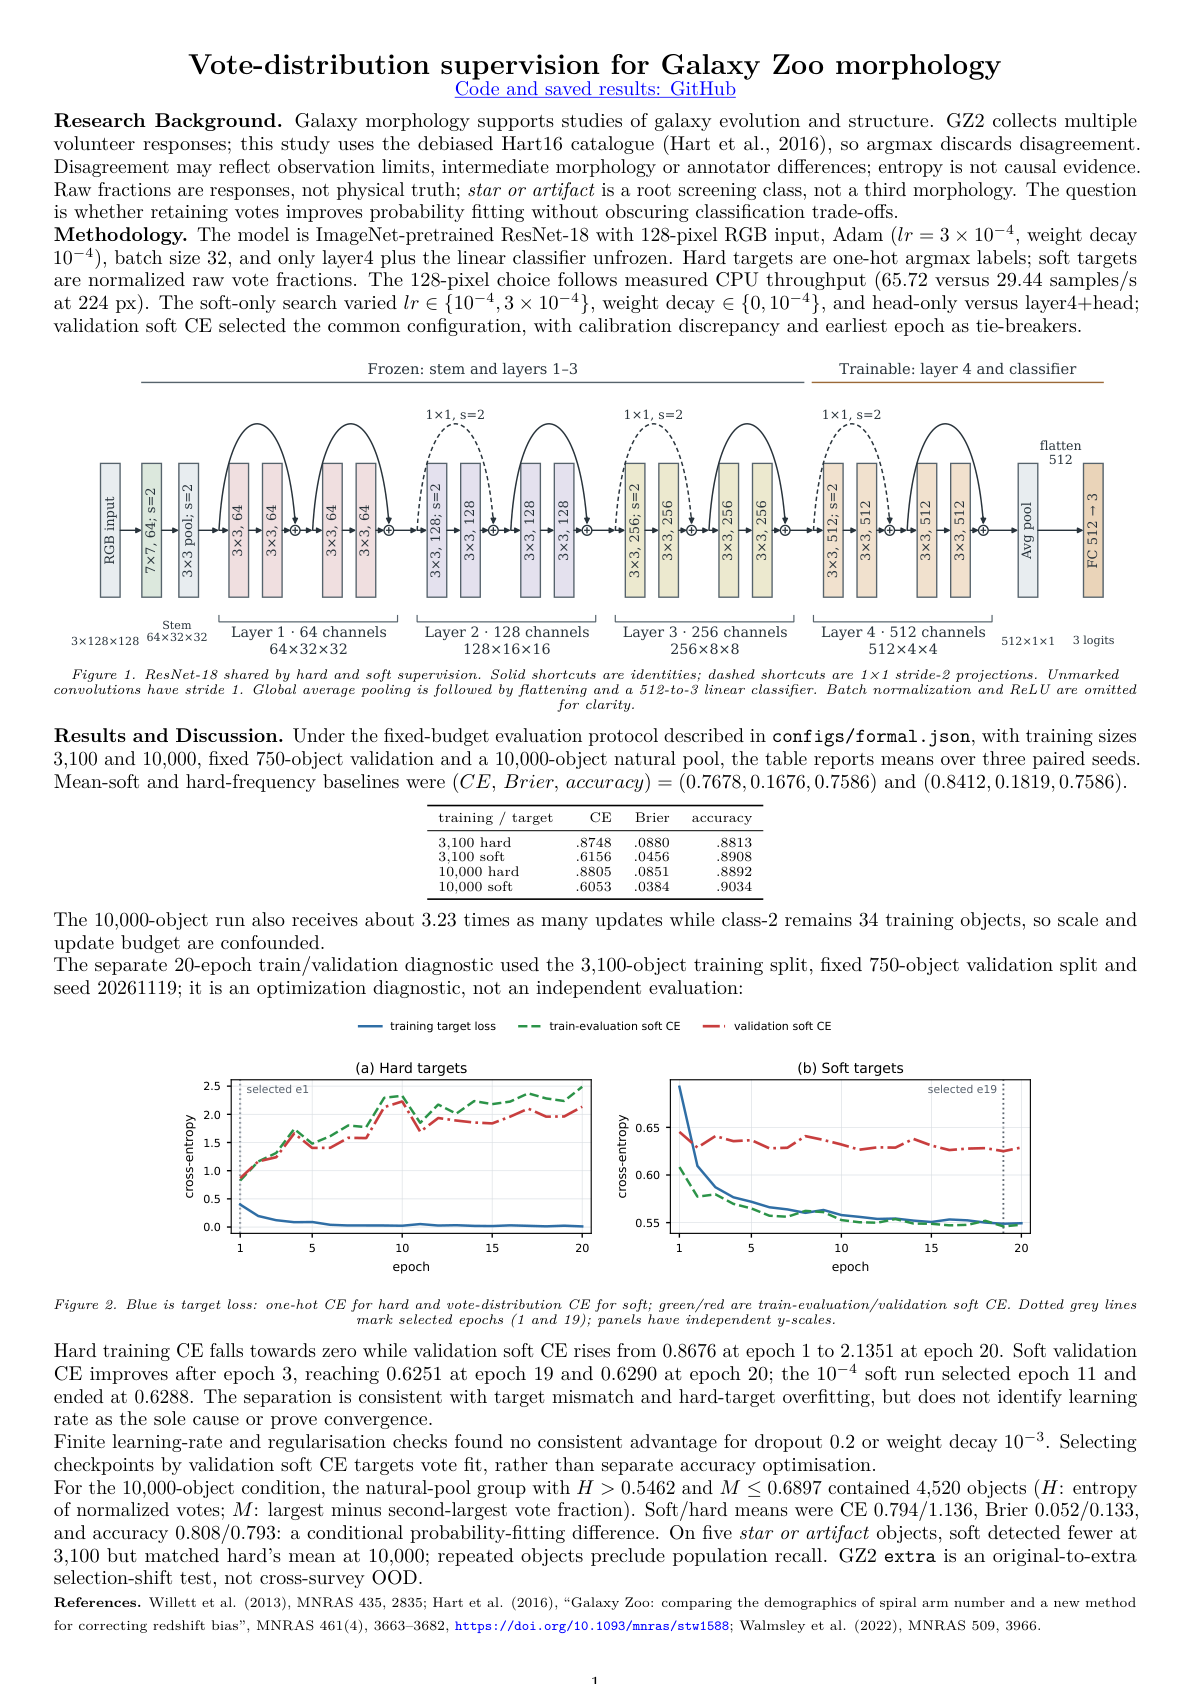 Vote-distribution supervision for Galaxy Zoo morphology
Code and saved results: GitHub
Research Background. Galaxy morphology supports studies of galaxy evolution and structure. GZ2 collects multiple
volunteer responses; this study uses the debiased Hart16 catalogue (Hart et al., 2016), so argmax discards disagreement.
Disagreement may reflect observation limits, intermediate morphology or annotator differences; entropy is not causal evidence.
Raw fractions are responses, not physical truth; star or artifact is a root screening class, not a third morphology. The question
is whether retaining votes improves probability fitting without obscuring classification trade-offs.
Methodology. The model is ImageNet-pretrained ResNet-18 with 128-pixel RGB input, Adam (lr = 3 × 10⁻⁴, weight decay
10⁻⁴), batch size 32, and only layer4 plus the linear classifier unfrozen. Hard targets are one-hot argmax labels; soft targets
are normalized raw vote fractions. The 128-pixel choice follows measured CPU throughput (65.72 versus 29.44 samples/s
at 224 px). The soft-only search varied lr ∈ {10⁻⁴, 3 × 10⁻⁴}, weight decay ∈ {0, 10⁻⁴}, and head-only versus layer4+head;
validation soft CE selected the common configuration, with calibration discrepancy and earliest epoch as tie-breakers.
Frozen: stem and layers 1–3
Trainable: layer 4 and classifier
1×1, s=2
1×1, s=2
1×1, s=2
flatten
512
RGB input
7×7, 64; s=2
3×3 pool; s=2
3×3, 64
3×3, 64
3×3, 64
3×3, 64
3×3, 128; s=2
3×3, 128
3×3, 128
3×3, 128
3×3, 256; s=2
3×3, 256
3×3, 256
3×3, 256
3×3, 512; s=2
3×3, 512
3×3, 512
3×3, 512
Avg pool
FC 512 → 3
3×128×128
Stem
64×32×32
Layer 1 · 64 channels
64×32×32
Layer 2 · 128 channels
128×16×16
Layer 3 · 256 channels
256×8×8
Layer 4 · 512 channels
512×4×4
512×1×1
3 logits
Figure 1. ResNet-18 shared by hard and soft supervision. Solid shortcuts are identities; dashed shortcuts are 1×1 stride-2 projections. Unmarked
convolutions have stride 1. Global average pooling is followed by flattening and a 512-to-3 linear classifier. Batch normalization and ReLU are omitted
for clarity.
Results and Discussion. Under the fixed-budget evaluation protocol described in configs/formal.json, with training sizes
3,100 and 10,000, fixed 750-object validation and a 10,000-object natural pool, the table reports means over three paired seeds.
Mean-soft and hard-frequency baselines were (CE, Brier, accuracy) = (0.7678, 0.1676, 0.7586) and (0.8412, 0.1819, 0.7586).
training / target CE Brier accuracy
3,100 hard .8748 .0880 .8813
3,100 soft .6156 .0456 .8908
10,000 hard .8805 .0851 .8892
10,000 soft .6053 .0384 .9034
The 10,000-object run also receives about 3.23 times as many updates while class-2 remains 34 training objects, so scale and
update budget are confounded.
The separate 20-epoch train/validation diagnostic used the 3,100-object training split, fixed 750-object validation split and
seed 20261119; it is an optimization diagnostic, not an independent evaluation:
training target loss train-evaluation soft CE validation soft CE
(a) Hard targets
selected e1
cross-entropy
2.5
2.0
1.5
1.0
0.5
0.0
1 5 10 15 20
epoch
(b) Soft targets
selected e19
cross-entropy
0.65
0.60
0.55
1 5 10 15 20
epoch
Figure 2. Blue is target loss: one-hot CE for hard and vote-distribution CE for soft; green/red are train-evaluation/validation soft CE. Dotted grey lines
mark selected epochs (1 and 19); panels have independent y-scales.
Hard training CE falls towards zero while validation soft CE rises from 0.8676 at epoch 1 to 2.1351 at epoch 20. Soft validation
CE improves after epoch 3, reaching 0.6251 at epoch 19 and 0.6290 at epoch 20; the 10⁻⁴ soft run selected epoch 11 and
ended at 0.6288. The separation is consistent with target mismatch and hard-target overfitting, but does not identify learning
rate as the sole cause or prove convergence.
Finite learning-rate and regularisation checks found no consistent advantage for dropout 0.2 or weight decay 10⁻³. Selecting
checkpoints by validation soft CE targets vote fit, rather than separate accuracy optimisation.
For the 10,000-object condition, the natural-pool group with H > 0.5462 and M ≤ 0.6897 contained 4,520 objects (H: entropy
of normalized votes; M: largest minus second-largest vote fraction). Soft/hard means were CE 0.794/1.136, Brier 0.052/0.133,
and accuracy 0.808/0.793: a conditional probability-fitting difference. On five star or artifact objects, soft detected fewer at
3,100 but matched hard's mean at 10,000; repeated objects preclude population recall. GZ2 extra is an original-to-extra
selection-shift test, not cross-survey OOD.
References. Willett et al. (2013), MNRAS 435, 2835; Hart et al. (2016), “Galaxy Zoo: comparing the demographics of spiral arm number and a new method
for correcting redshift bias”, MNRAS 461(4), 3663–3682, https://doi.org/10.1093/mnras/stw1588; Walmsley et al. (2022), MNRAS 509, 3966.
1